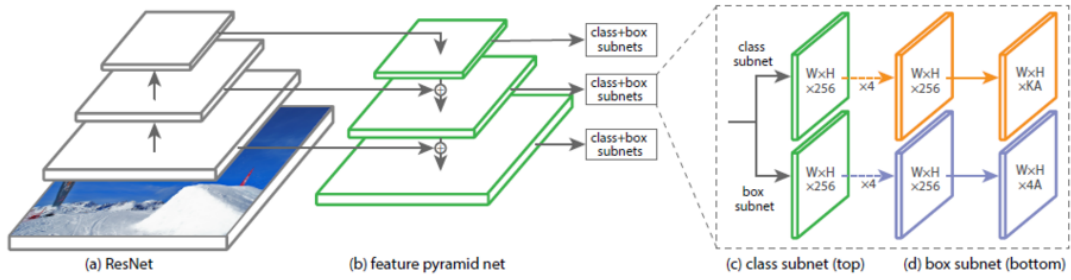 class+box
subnets
class+box
subnets
class+box
subnets
class
subnet
W×H
×256
×4
W×H
×256
W×H
×KA
+
+
box
subnet
W×H
×256
×4
W×H
×256
W×H
×4A
(a) ResNet
(b) feature pyramid net
(c) class subnet (top)
(d) box subnet (bottom)